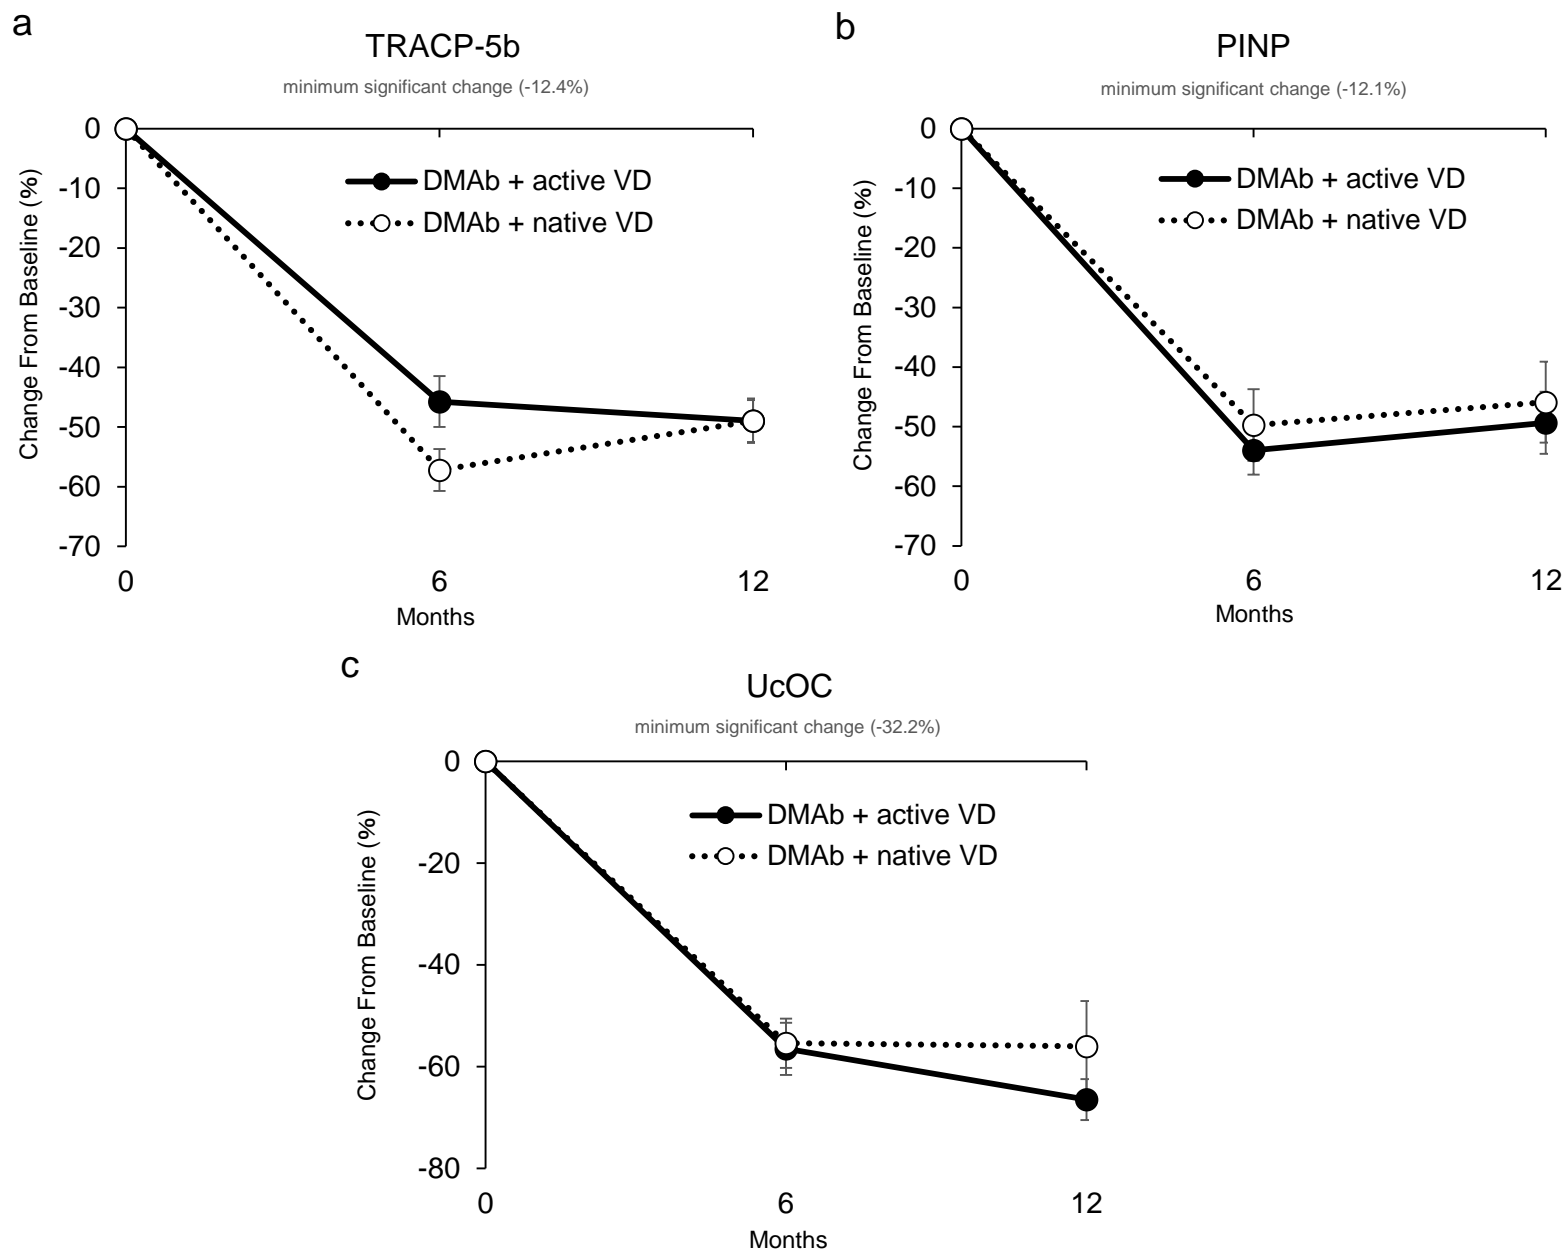 a
TRACP-5b
minimum significant change (-12.4%)
0
-10
-20
-30
-40
-50
-60
-70
Change From Baseline (%)
DMAb + active VD
DMAb + native VD
0 6 12
Months
b
PINP
minimum significant change (-12.1%)
0
-10
-20
-30
-40
-50
-60
-70
Change From Baseline (%)
DMAb + active VD
DMAb + native VD
0 6 12
Months
c
UcOC
minimum significant change (-32.2%)
0
-20
-40
-60
-80
Change From Baseline (%)
DMAb + active VD
DMAb + native VD
0 6 12
Months